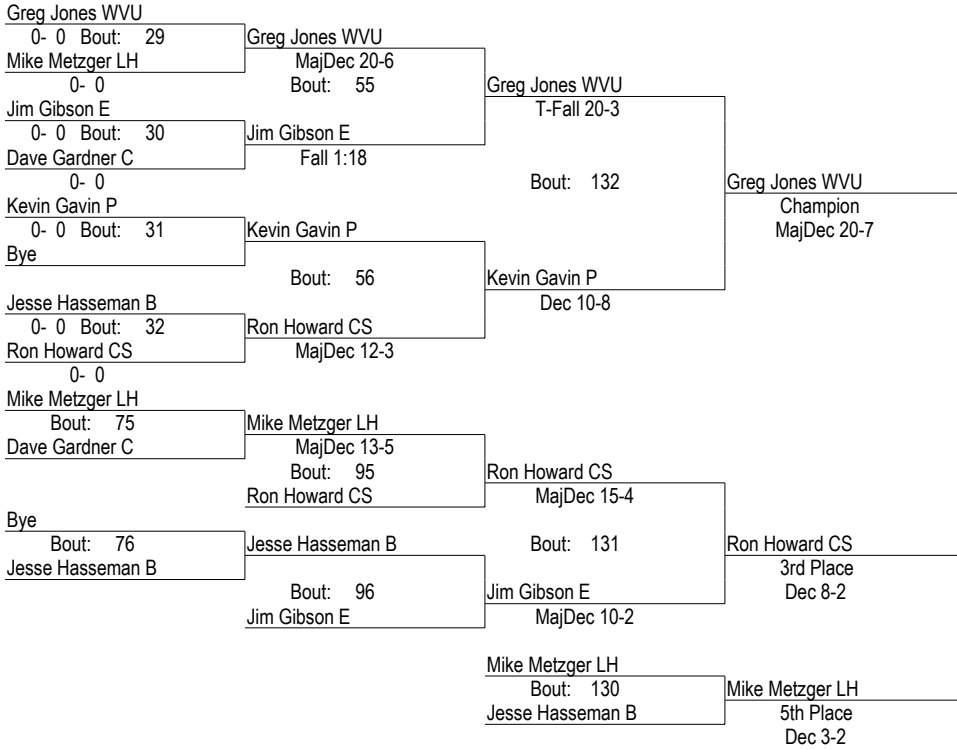 Greg Jones WVU
0- 0 Bout: 29
Greg Jones WVU
Mike Metzger LH
MajDec 20-6
0- 0
Bout: 55
Greg Jones WVU
Jim Gibson E
T-Fall 20-3
0- 0 Bout: 30
Jim Gibson E
Dave Gardner C
Fall 1:18
0- 0
Bout: 132
Greg Jones WVU
Kevin Gavin P
Champion
0- 0 Bout: 31
Kevin Gavin P
MajDec 20-7
Bye
Bout: 56
Kevin Gavin P
Jesse Hasseman B
Dec 10-8
0- 0 Bout: 32
Ron Howard CS
Ron Howard CS
MajDec 12-3
0- 0
Mike Metzger LH
Bout: 75
Mike Metzger LH
Dave Gardner C
MajDec 13-5
Bout: 95
Ron Howard CS
Ron Howard CS
MajDec 15-4
Bye
Bout: 76
Jesse Hasseman B
Bout: 131
Ron Howard CS
Jesse Hasseman B
3rd Place
Bout: 96
Jim Gibson E
Dec 8-2
Jim Gibson E
MajDec 10-2
Mike Metzger LH
Bout: 130
Mike Metzger LH
Jesse Hasseman B
5th Place
Dec 3-2